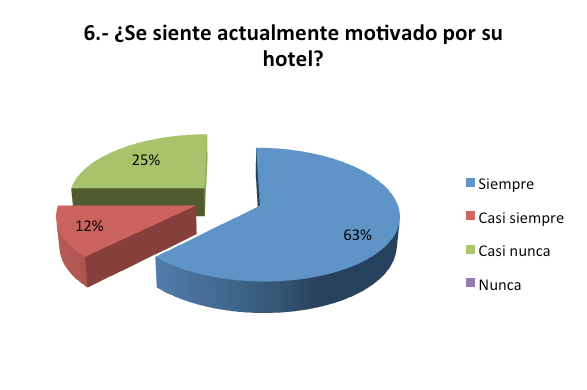 6.- ¿Se siente actualmente motivado por su
hotel?
25%
12%
63%
Siempre
Casi siempre
Casi nunca
Nunca